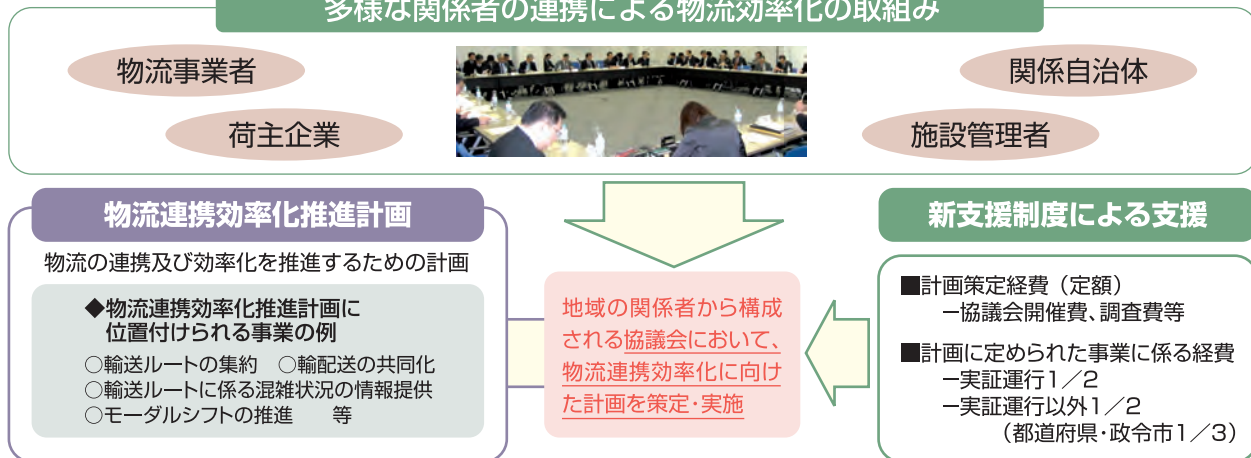 多様な関係者の連携による物流効率化の取組み
物流事業者
荷主企業
関係自治体
施設管理者
物流連携効率化推進計画
物流の連携及び効率化を推進するための計画
◆物流連携効率化推進計画に
位置付けられる事業の例
○輸送ルートの集約　○輸配送の共同化
○輸送ルートに係る混雑状況の情報提供
○モーダルシフトの推進　　等
地域の関係者から構成
される協議会において、
物流連携効率化に向け
た計画を策定・実施
新支援制度による支援
■計画策定経費（定額）
－協議会開催費、調査費等
■計画に定められた事業に係る経費
－実証運行1／2
－実証運行以外1／2
（都道府県・政令市1／3）